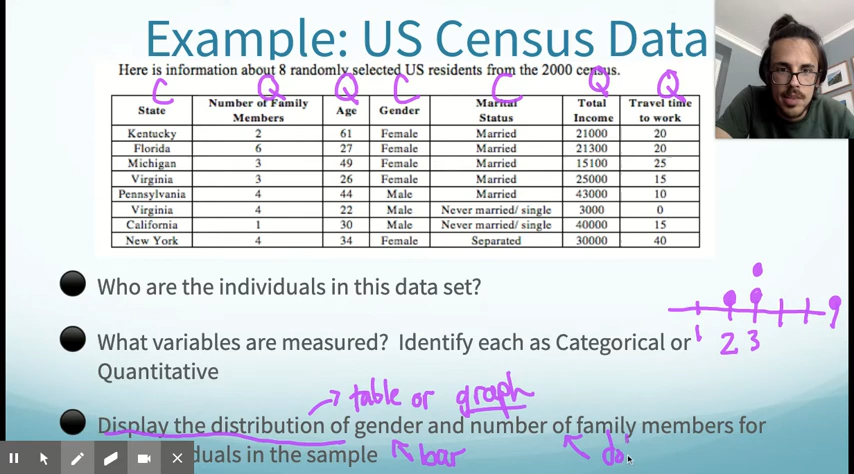 Example: US Census Data
Here is information about 8 randomly selected US residents from the 2000 census.
C Q Q C C Q Q
State Number of Family Members Age Gender Marital Status Total Income Travel time to work
Kentucky 2 61 Female Married 21000 20
Florida 6 27 Female Married 21300 20
Michigan 3 49 Female Married 15100 25
Virginia 3 26 Female Married 25000 15
Pennsylvania 4 44 Male Married 43000 10
Virginia 4 22 Male Never married/ single 3000 0
California 1 30 Male Never married/ single 40000 15
New York 4 34 Female Separated 30000 40
Who are the individuals in this data set?
What variables are measured? Identify each as Categorical or
Quantitative
1 2 3
table or graph
Display the distribution of gender and number of family members for
duals in the sample
bar